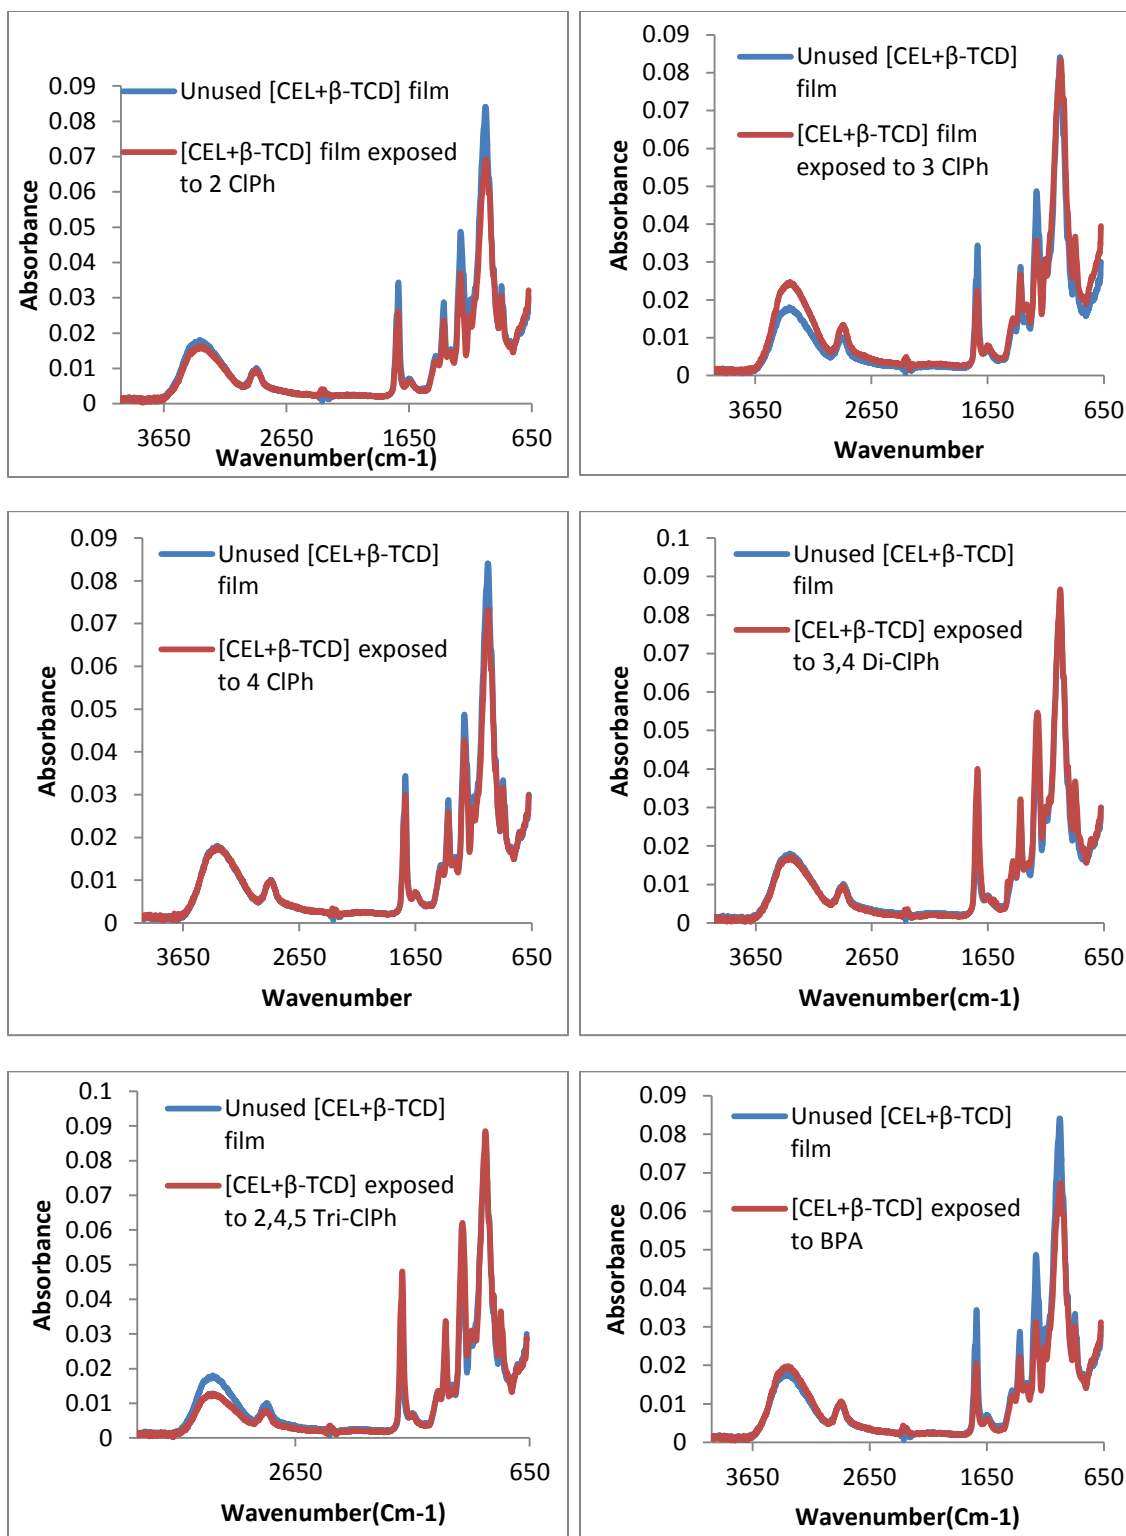 0.09
0.08
0.07
0.06
0.05
0.04
0.03
0.02
0.01
0
Absorbance
Unused [CEL+β-TCD] film
[CEL+β-TCD] film exposed
to 2 ClPh
3650 2650 1650 650
Wavenumber(cm-1)
0.09
0.08
0.07
0.06
0.05
0.04
0.03
0.02
0.01
0
Absorbance
Unused [CEL+β-TCD]
film
[CEL+β-TCD] film
exposed to 3 ClPh
3650 2650 1650 650
Wavenumber
0.09
0.08
0.07
0.06
0.05
0.04
0.03
0.02
0.01
0
Absorbance
Unused [CEL+β-TCD]
film
[CEL+β-TCD] exposed
to 4 ClPh
3650 2650 1650 650
Wavenumber
0.1
0.09
0.08
0.07
0.06
0.05
0.04
0.03
0.02
0.01
0
Absorbance
Unused [CEL+β-TCD]
film
[CEL+β-TCD] exposed
to 3,4 Di-ClPh
3650 2650 1650 650
Wavenumber(cm-1)
0.1
0.09
0.08
0.07
0.06
0.05
0.04
0.03
0.02
0.01
0
Absorbance
Unused [CEL+β-TCD]
film
[CEL+β-TCD] exposed
to 2,4,5 Tri-ClPh
2650 650
Wavenumber(Cm-1)
0.09
0.08
0.07
0.06
0.05
0.04
0.03
0.02
0.01
0
Absorbance
Unused [CEL+β-TCD]
film
[CEL+β-TCD] exposed
to BPA
3650 2650 1650 650
Wavenumber(Cm-1)